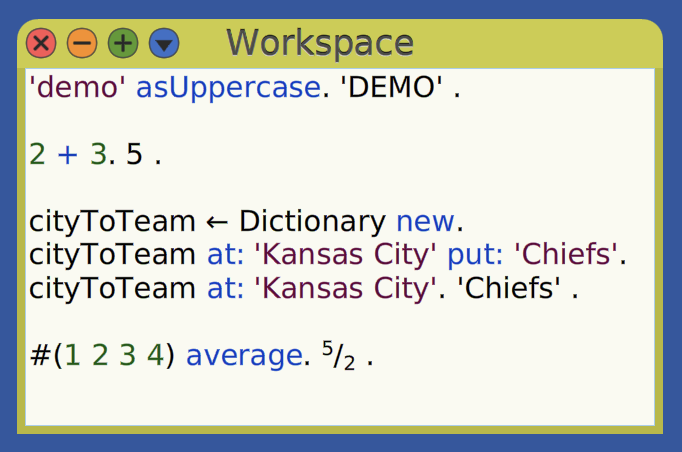 Workspace
'demo' asUppercase. 'DEMO' .
2 + 3. 5 .
cityToTeam ← Dictionary new.
cityToTeam at: 'Kansas City' put: 'Chiefs'.
cityToTeam at: 'Kansas City'. 'Chiefs' .
#(1 2 3 4) average. ⁵/₂ .